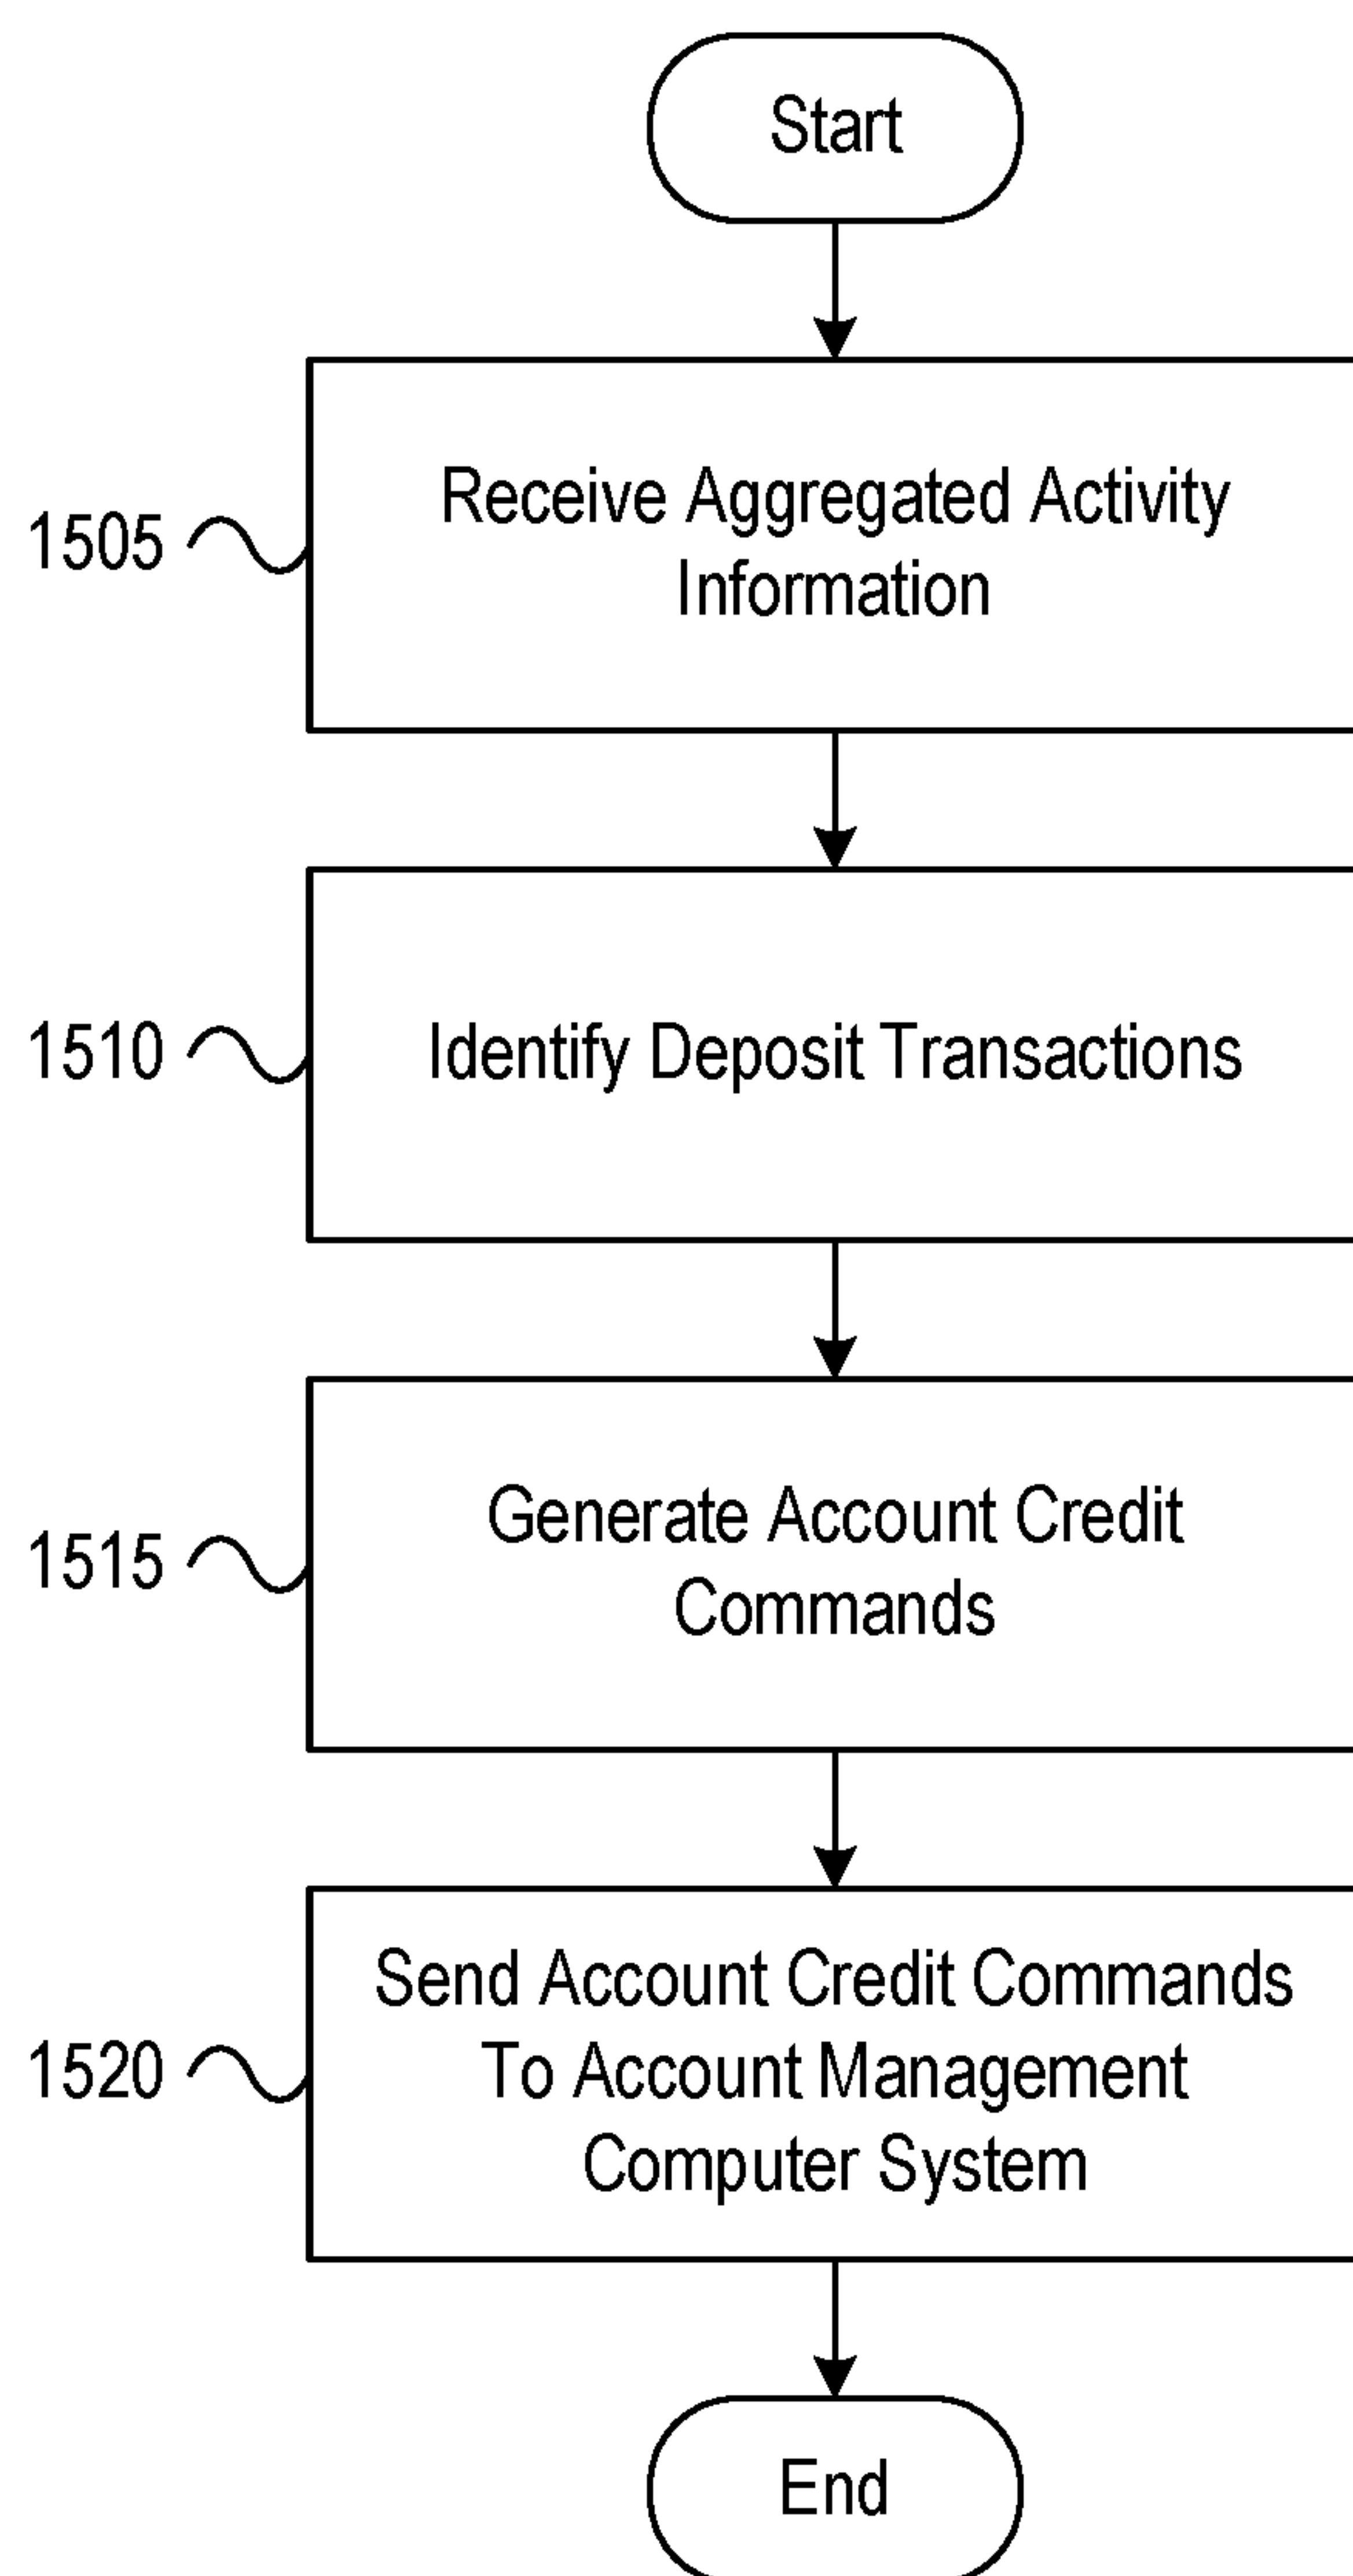 Start
1505
Receive Aggregated Activity
Information
1510
Identify Deposit Transactions
1515
Generate Account Credit
Commands
1520
Send Account Credit Commands
To Account Management
Computer System
End